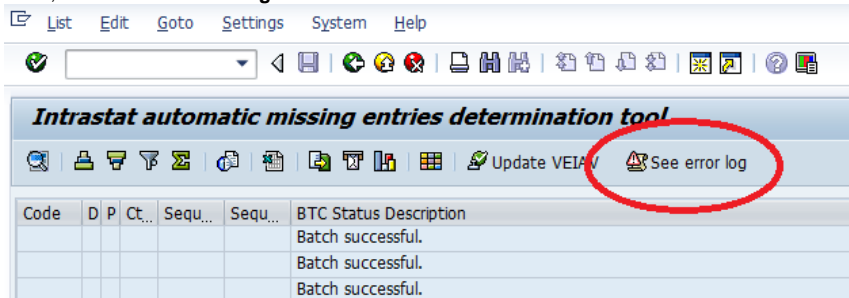 List Edit Goto Settings System Help
Intrastat automatic missing entries determination tool
Update VEIAV See error log
Code D P Ct... Sequ... Sequ... BTC Status Description
Batch successful.
Batch successful.
Batch successful.